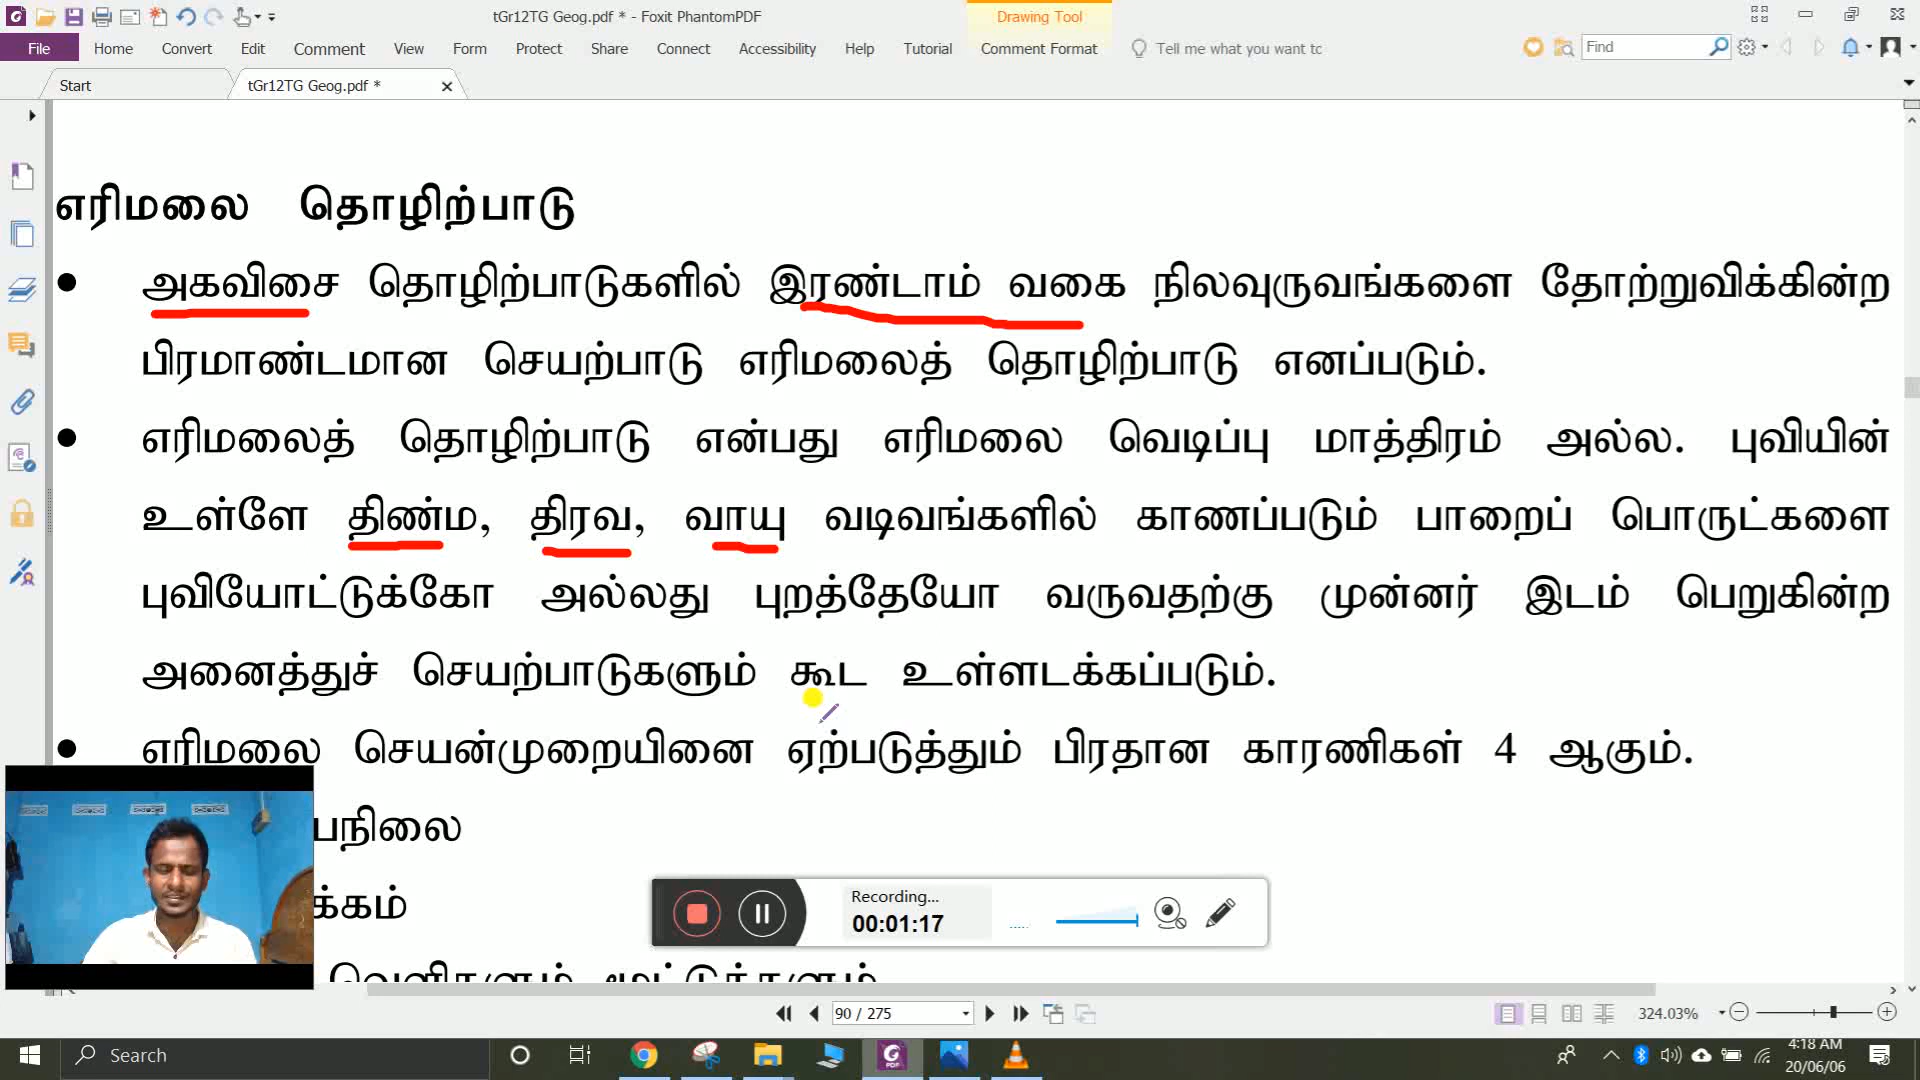 tGr12TG Geog.pdf * - Foxit PhantomPDF
Drawing Tool
File Home Convert Edit Comment View Form Protect Share Connect Accessibility Help Tutorial Comment Format Tell me what you want tc Find
Start tGr12TG Geog.pdf *
எரிமலை தொழிற்பாடு
• அகவிசை தொழிற்பாடுகளில் இரண்டாம் வகை நிலவுருவங்களை தோற்றுவிக்கின்ற
பிரமாண்டமான செயற்பாடு எரிமலைத் தொழிற்பாடு எனப்படும்.
• எரிமலைத் தொழிற்பாடு என்பது எரிமலை வெடிப்பு மாத்திரம் அல்ல. புவியின்
உள்ளே திண்ம, திரவ, வாயு வடிவங்களில் காணப்படும் பாறைப் பொருட்களை
புவியோட்டுக்கோ அல்லது புறத்தேயோ வருவதற்கு முன்னர் இடம் பெறுகின்ற
அனைத்துச் செயற்பாடுகளும் கூட உள்ளடக்கப்படும்.
• எரிமலை செயன்முறையினை ஏற்படுத்தும் பிரதான காரணிகள் 4 ஆகும்.
பநிலை
க்கம்
Recording...
00:01:17
90 / 275
324.03%
Search
4:18 AM
20/06/06